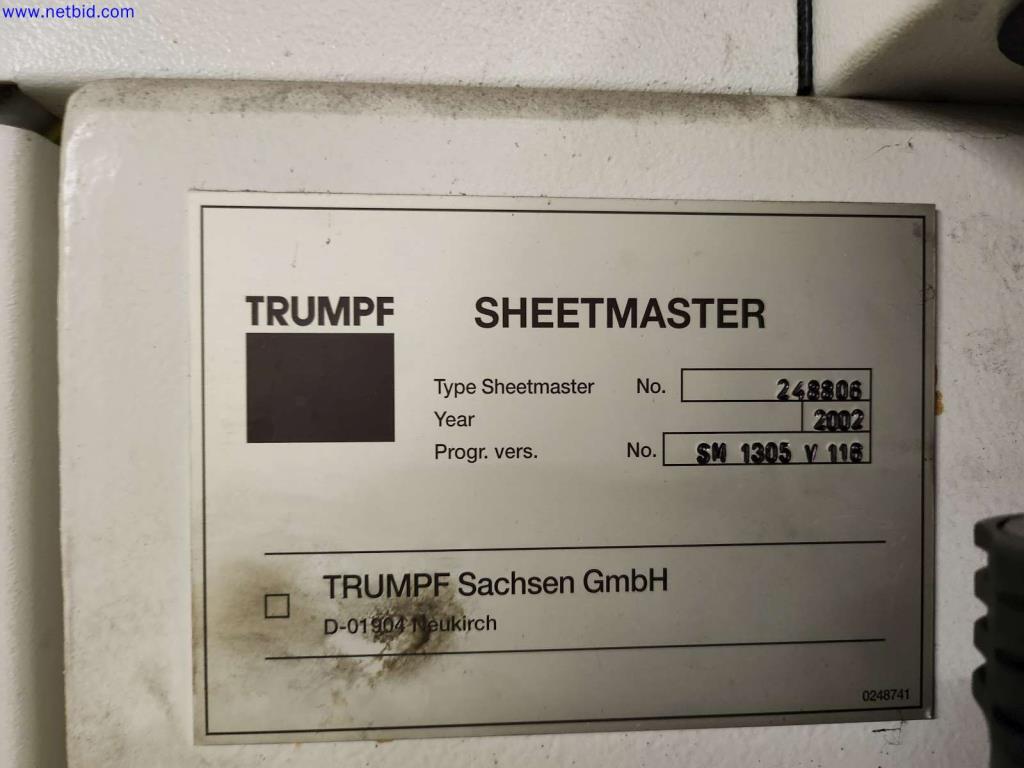 www.netbid.com
TRUMPF
SHEETMASTER
Type Sheetmaster No. 248806
Year 2002
Progr. vers. No. SM 1305 V 116
TRUMPF Sachsen GmbH
D-01904 Neukirch
0248741